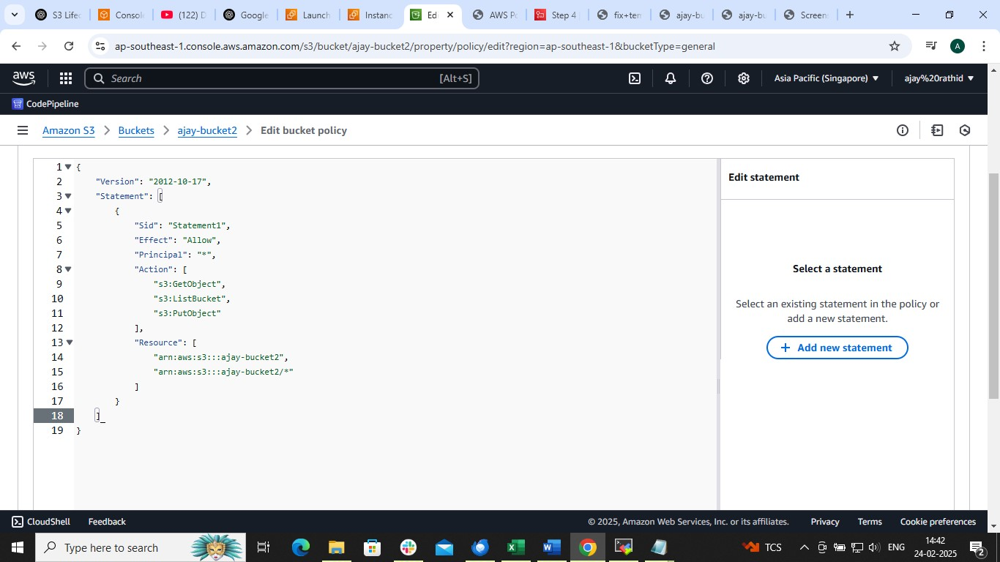 S3 Lifec
Consol
(122) D
Google
Launch
Instanc
Edi
AWS Po
Step 4
fix+tem
ajay-bu
ajay-bu
Screens
ap-southeast-1.console.aws.amazon.com/s3/bucket/ajay-bucket2/property/policy/edit?region=ap-southeast-1&bucketType=general
A
aws
Search
[Alt+S]
Asia Pacific (Singapore)
ajay%20rathid
CodePipeline
Amazon S3 > Buckets > ajay-bucket2 > Edit bucket policy
1 {
2 "Version": "2012-10-17",
3 "Statement": [
4 {
5 "Sid": "Statement1",
6 "Effect": "Allow",
7 "Principal": "*",
8 "Action": [
9 "s3:GetObject",
10 "s3:ListBucket",
11 "s3:PutObject"
12 ],
13 "Resource": [
14 "arn:aws:s3:::ajay-bucket2",
15 "arn:aws:s3:::ajay-bucket2/*"
16 ]
17 }
18 ]
19 }
Edit statement
Select a statement
Select an existing statement in the policy or
add a new statement.
+ Add new statement
CloudShell
Feedback
© 2025, Amazon Web Services, Inc. or its affiliates.
Privacy
Terms
Cookie preferences
Type here to search
TCS
ENG
14:42
24-02-2025
2